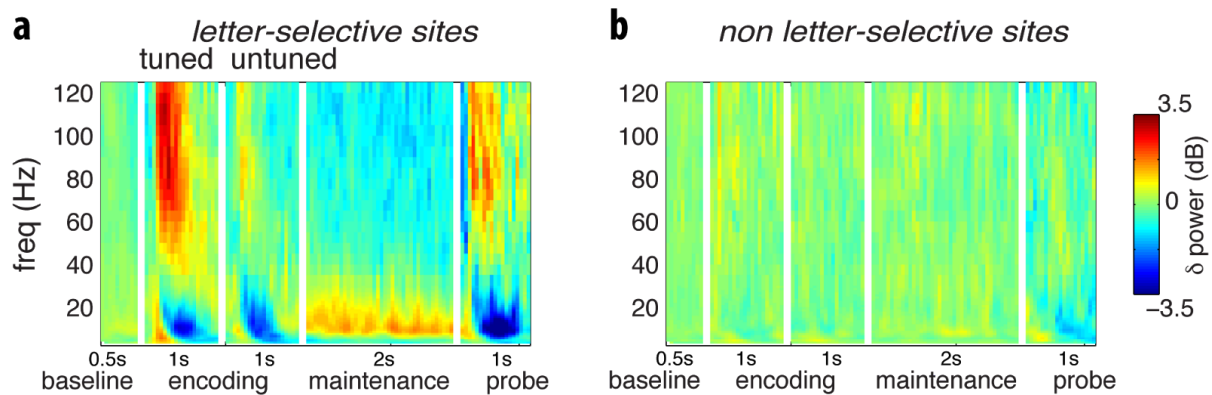 a
letter-selective sites
tuned untuned
freq (Hz)
120
100
80
60
40
20
0.5s 1s 1s 2s 1s
baseline encoding maintenance probe
b
non letter-selective sites
120
100
80
60
40
20
0.5s 1s 1s 2s 1s
baseline encoding maintenance probe
3.5
0
−3.5
δ power (dB)